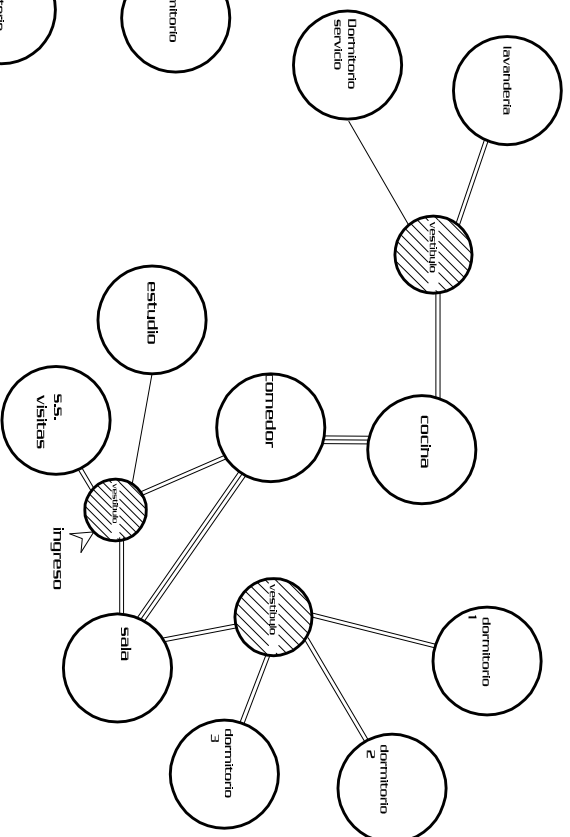 lavanderia
Dormitorio
servicio
vestibulo
cocina
comedor
estudio
s.s.
visitas
vestibulo
ingreso
sala
vestibulo
dormitorio
1
dormitorio
2
dormitorio
3